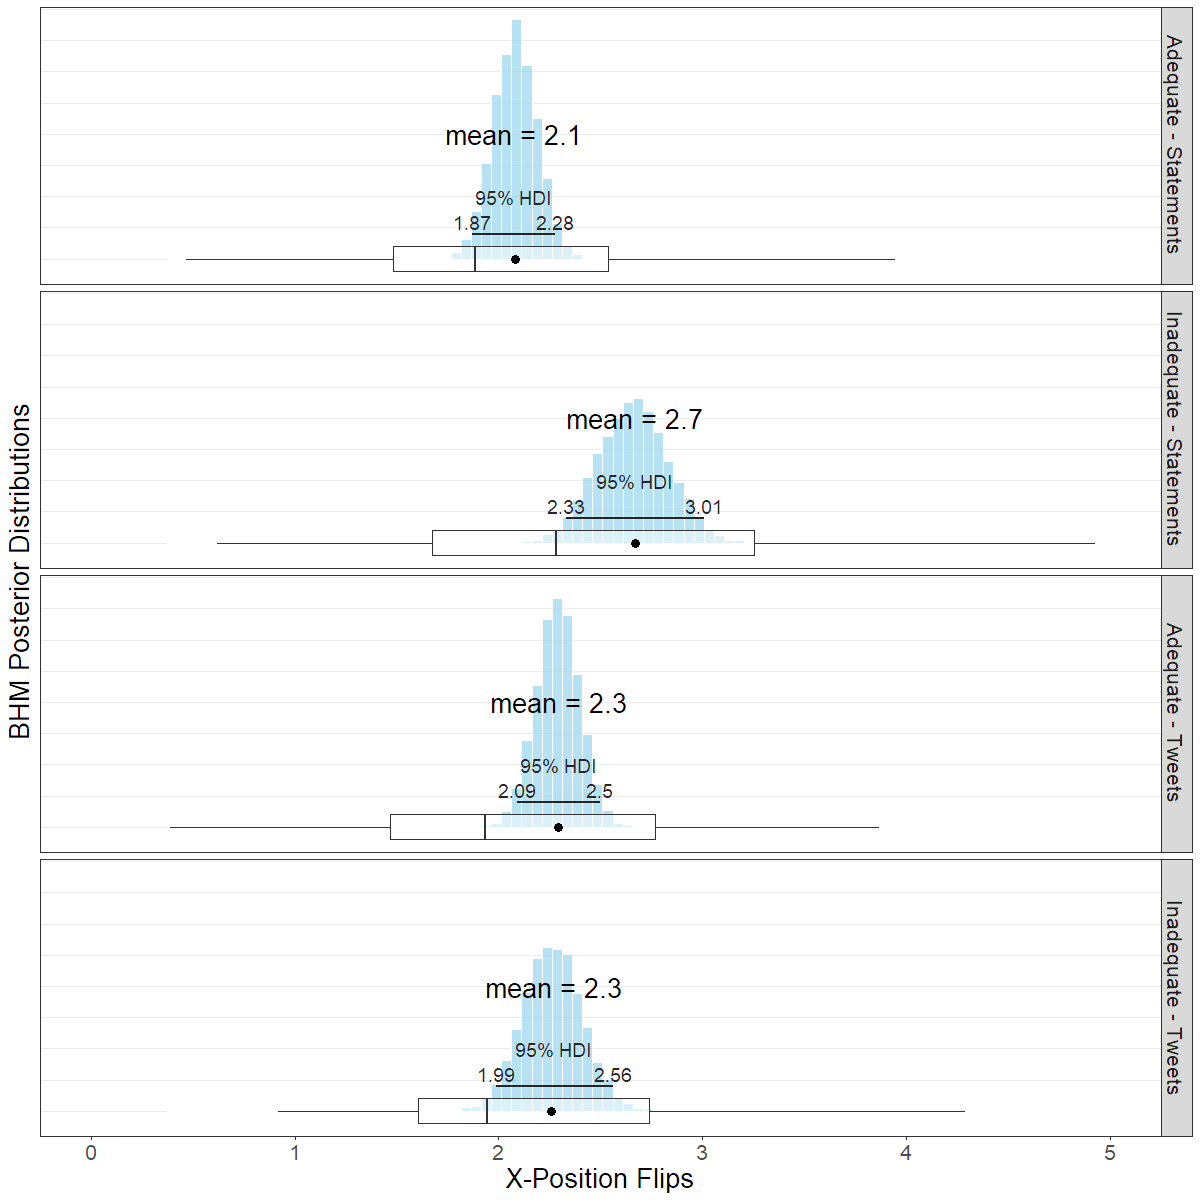 BHM Posterior Distributions
Adequate - Statements
mean = 2.1
95% HDI
1.87 2.28
Inadequate - Statements
mean = 2.7
95% HDI
2.33 3.01
Adequate - Tweets
mean = 2.3
95% HDI
2.09 2.5
Inadequate - Tweets
mean = 2.3
95% HDI
1.99 2.56
0 1 2 3 4 5
X-Position Flips